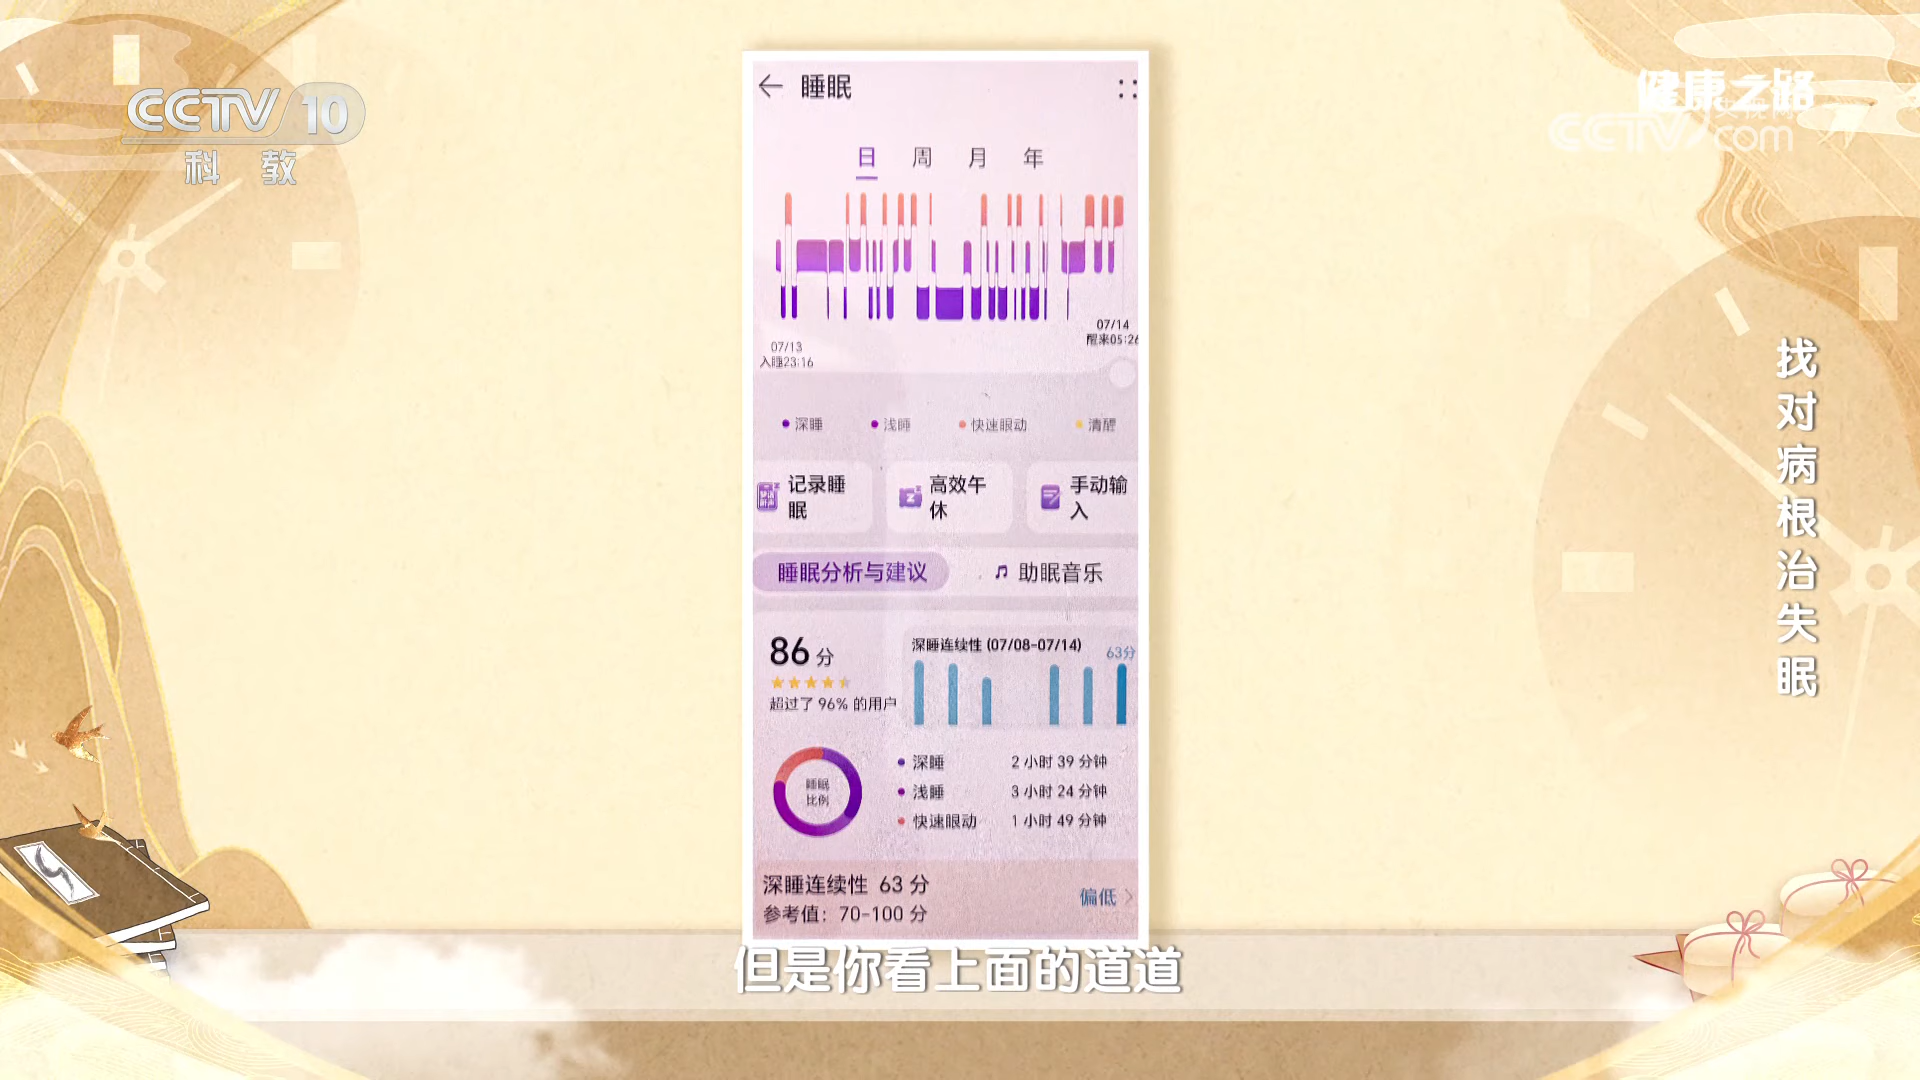 CCTV 10
科 教
健康之路
CCTV.com
找对病根治失眠
睡眠
日 周 月 年
07/13
入睡23:16
07/14
醒来05:26
深睡 浅睡 快速眼动 清醒
记录睡眠
高效午休
手动输入
睡眠分析与建议
助眠音乐
86 分
超过了 96% 的用户
深睡连续性 (07/08-07/14)
63分
睡眠
比例
深睡 2 小时 39 分钟
浅睡 3 小时 24 分钟
快速眼动 1 小时 49 分钟
深睡连续性 63 分
参考值：70-100 分
偏低
但是你看上面的道道